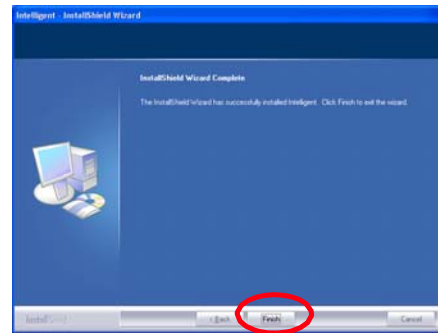 Intelligent - InstallShield Wizard
InstallShield Wizard Complete
The InstallShield Wizard has successfully installed Intelligent. Click Finish to exit the wizard.
InstallShield
< Back
Finish
Cancel